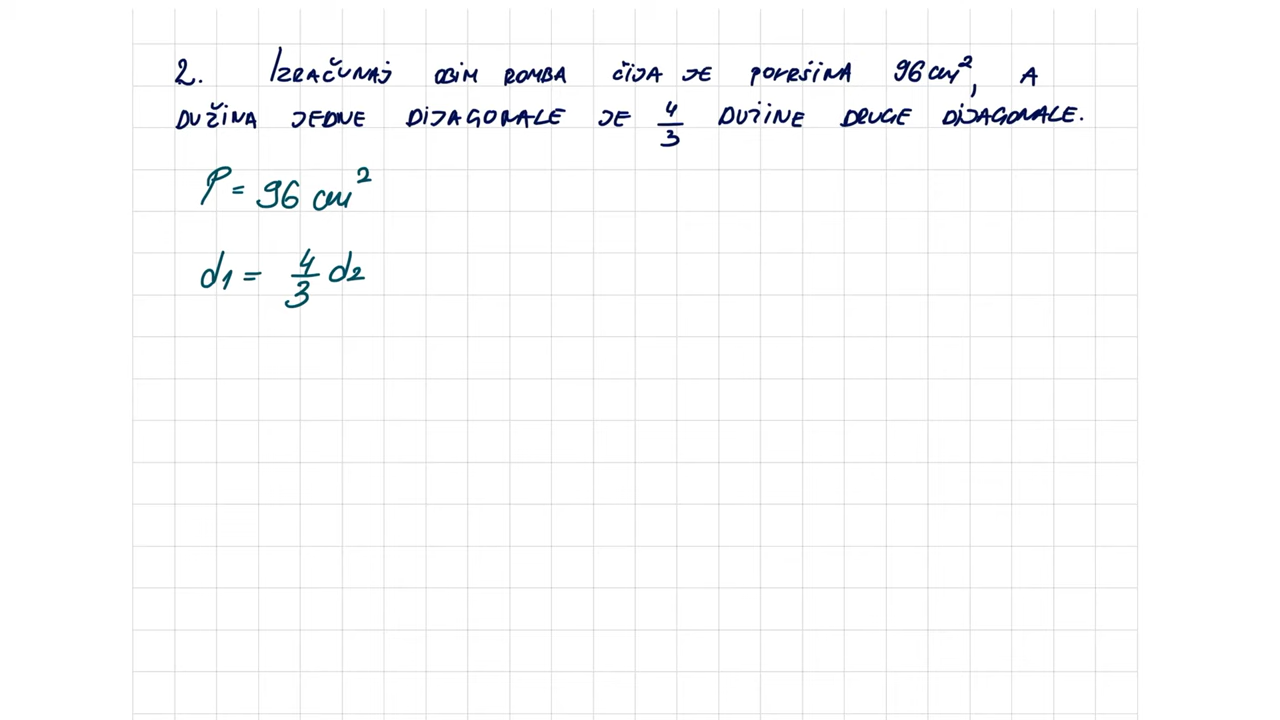 2. IZRAČUNAJ OBIM ROMBA ČIJA JE POVRŠINA 96 cm², A
DUŽINA JEDNE DIJAGONALE JE 4/3 DUŽINE DRUGE DIJAGONALE.
P = 96 cm²
d₁ = 4/3 d₂